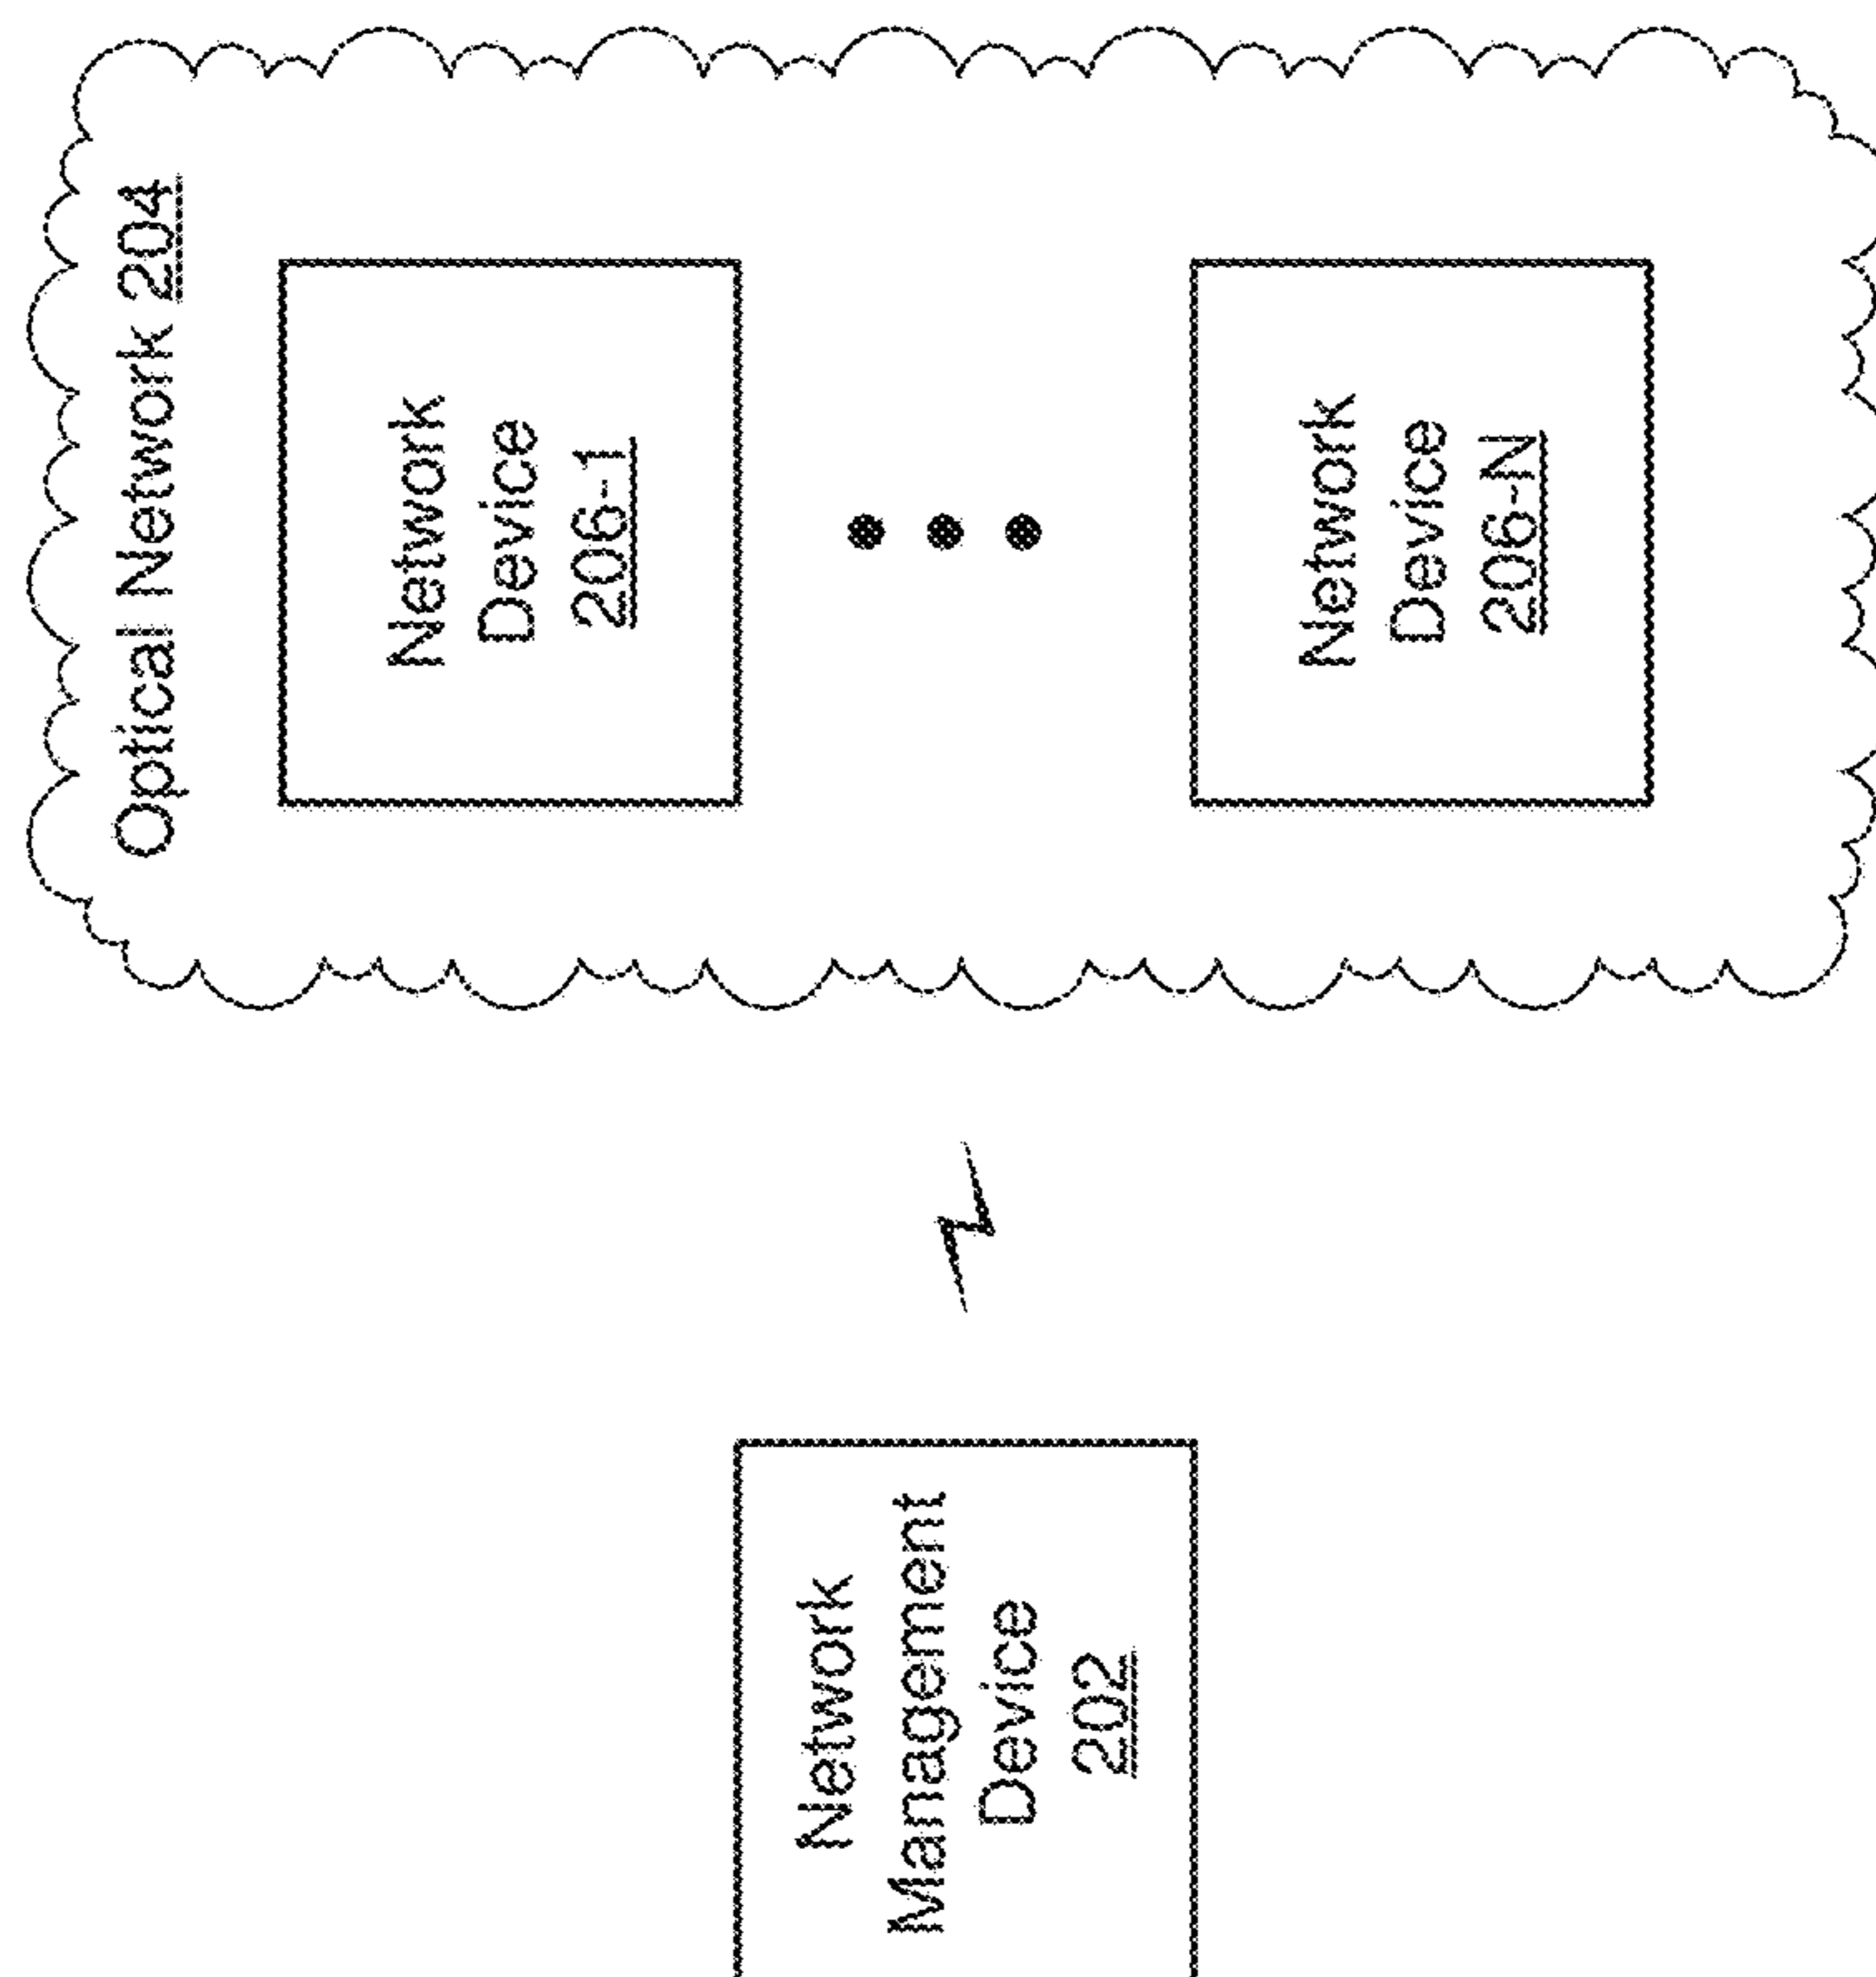 Optical Network 204
Network
Device
206-1
Network
Device
206-N
Network
Management
Device
202